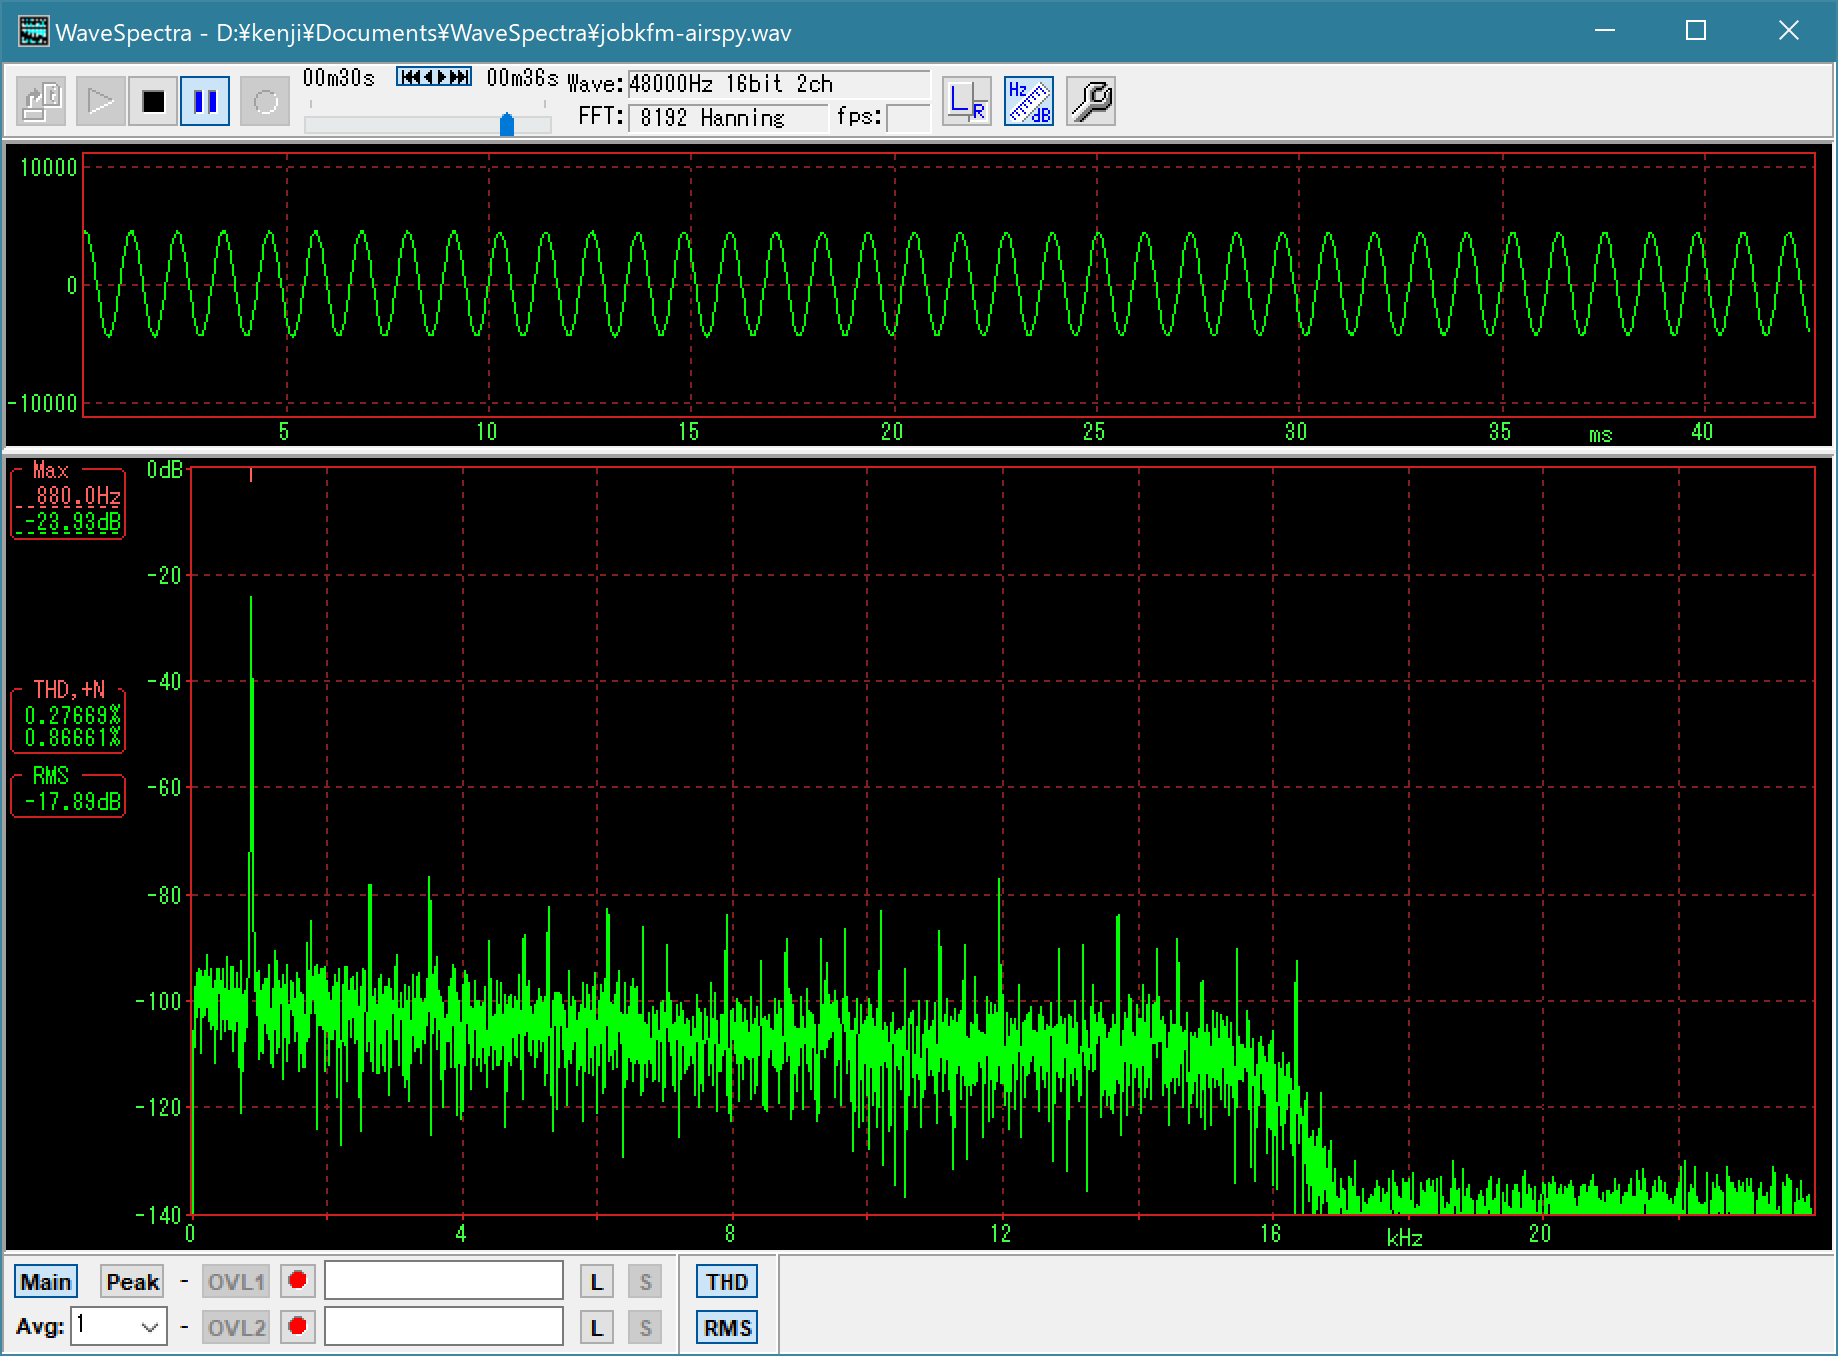 WaveSpectra - D:¥kenji¥Documents¥WaveSpectra¥jobkfm-airspy.wav
00m30s 00m36s Wave: 48000Hz 16bit 2ch
FFT: 8192 Hanning fps:
L R
Hz dB
10000
0
-10000
5 10 15 20 25 30 35 ms 40
Max
880.0Hz
-23.93dB
THD,+N
0.27669%
0.86661%
RMS
-17.89dB
0dB
-20
-40
-60
-80
-100
-120
-140
0 4 8 12 16 kHz 20
Main Peak - OVL1 L S THD
Avg: 1 - OVL2 L S RMS